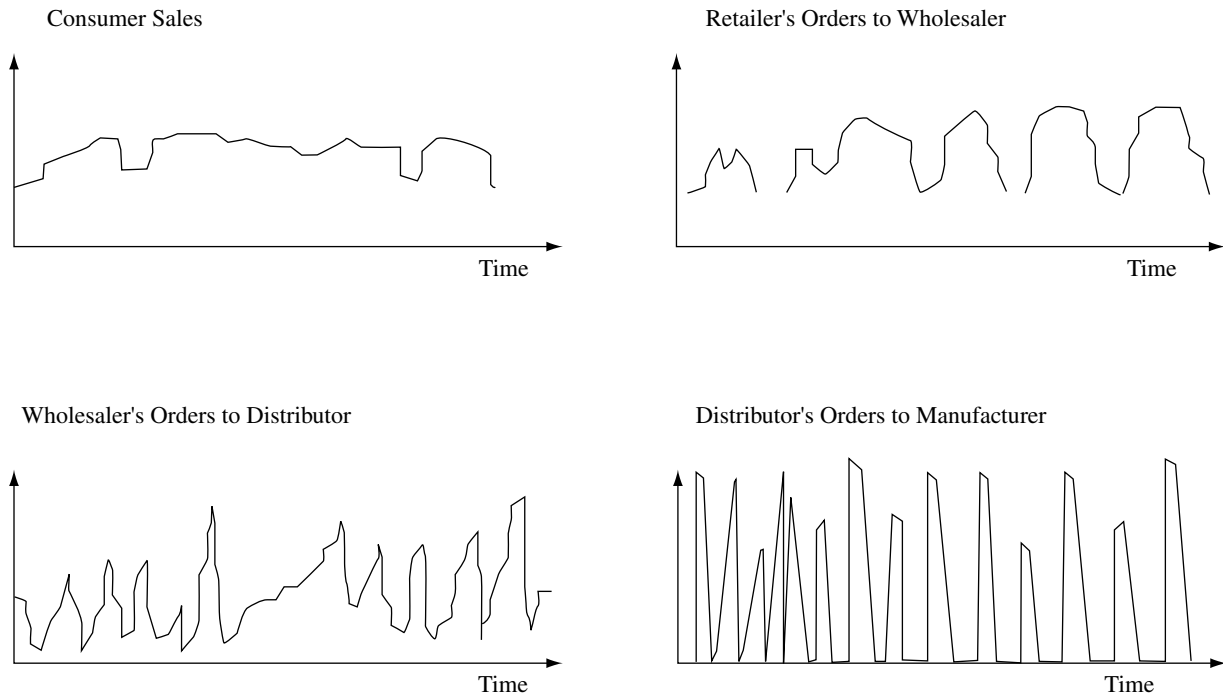 Consumer Sales
Retailer's Orders to Wholesaler
Time
Time
Wholesaler's Orders to Distributor
Distributor's Orders to Manufacturer
Time
Time